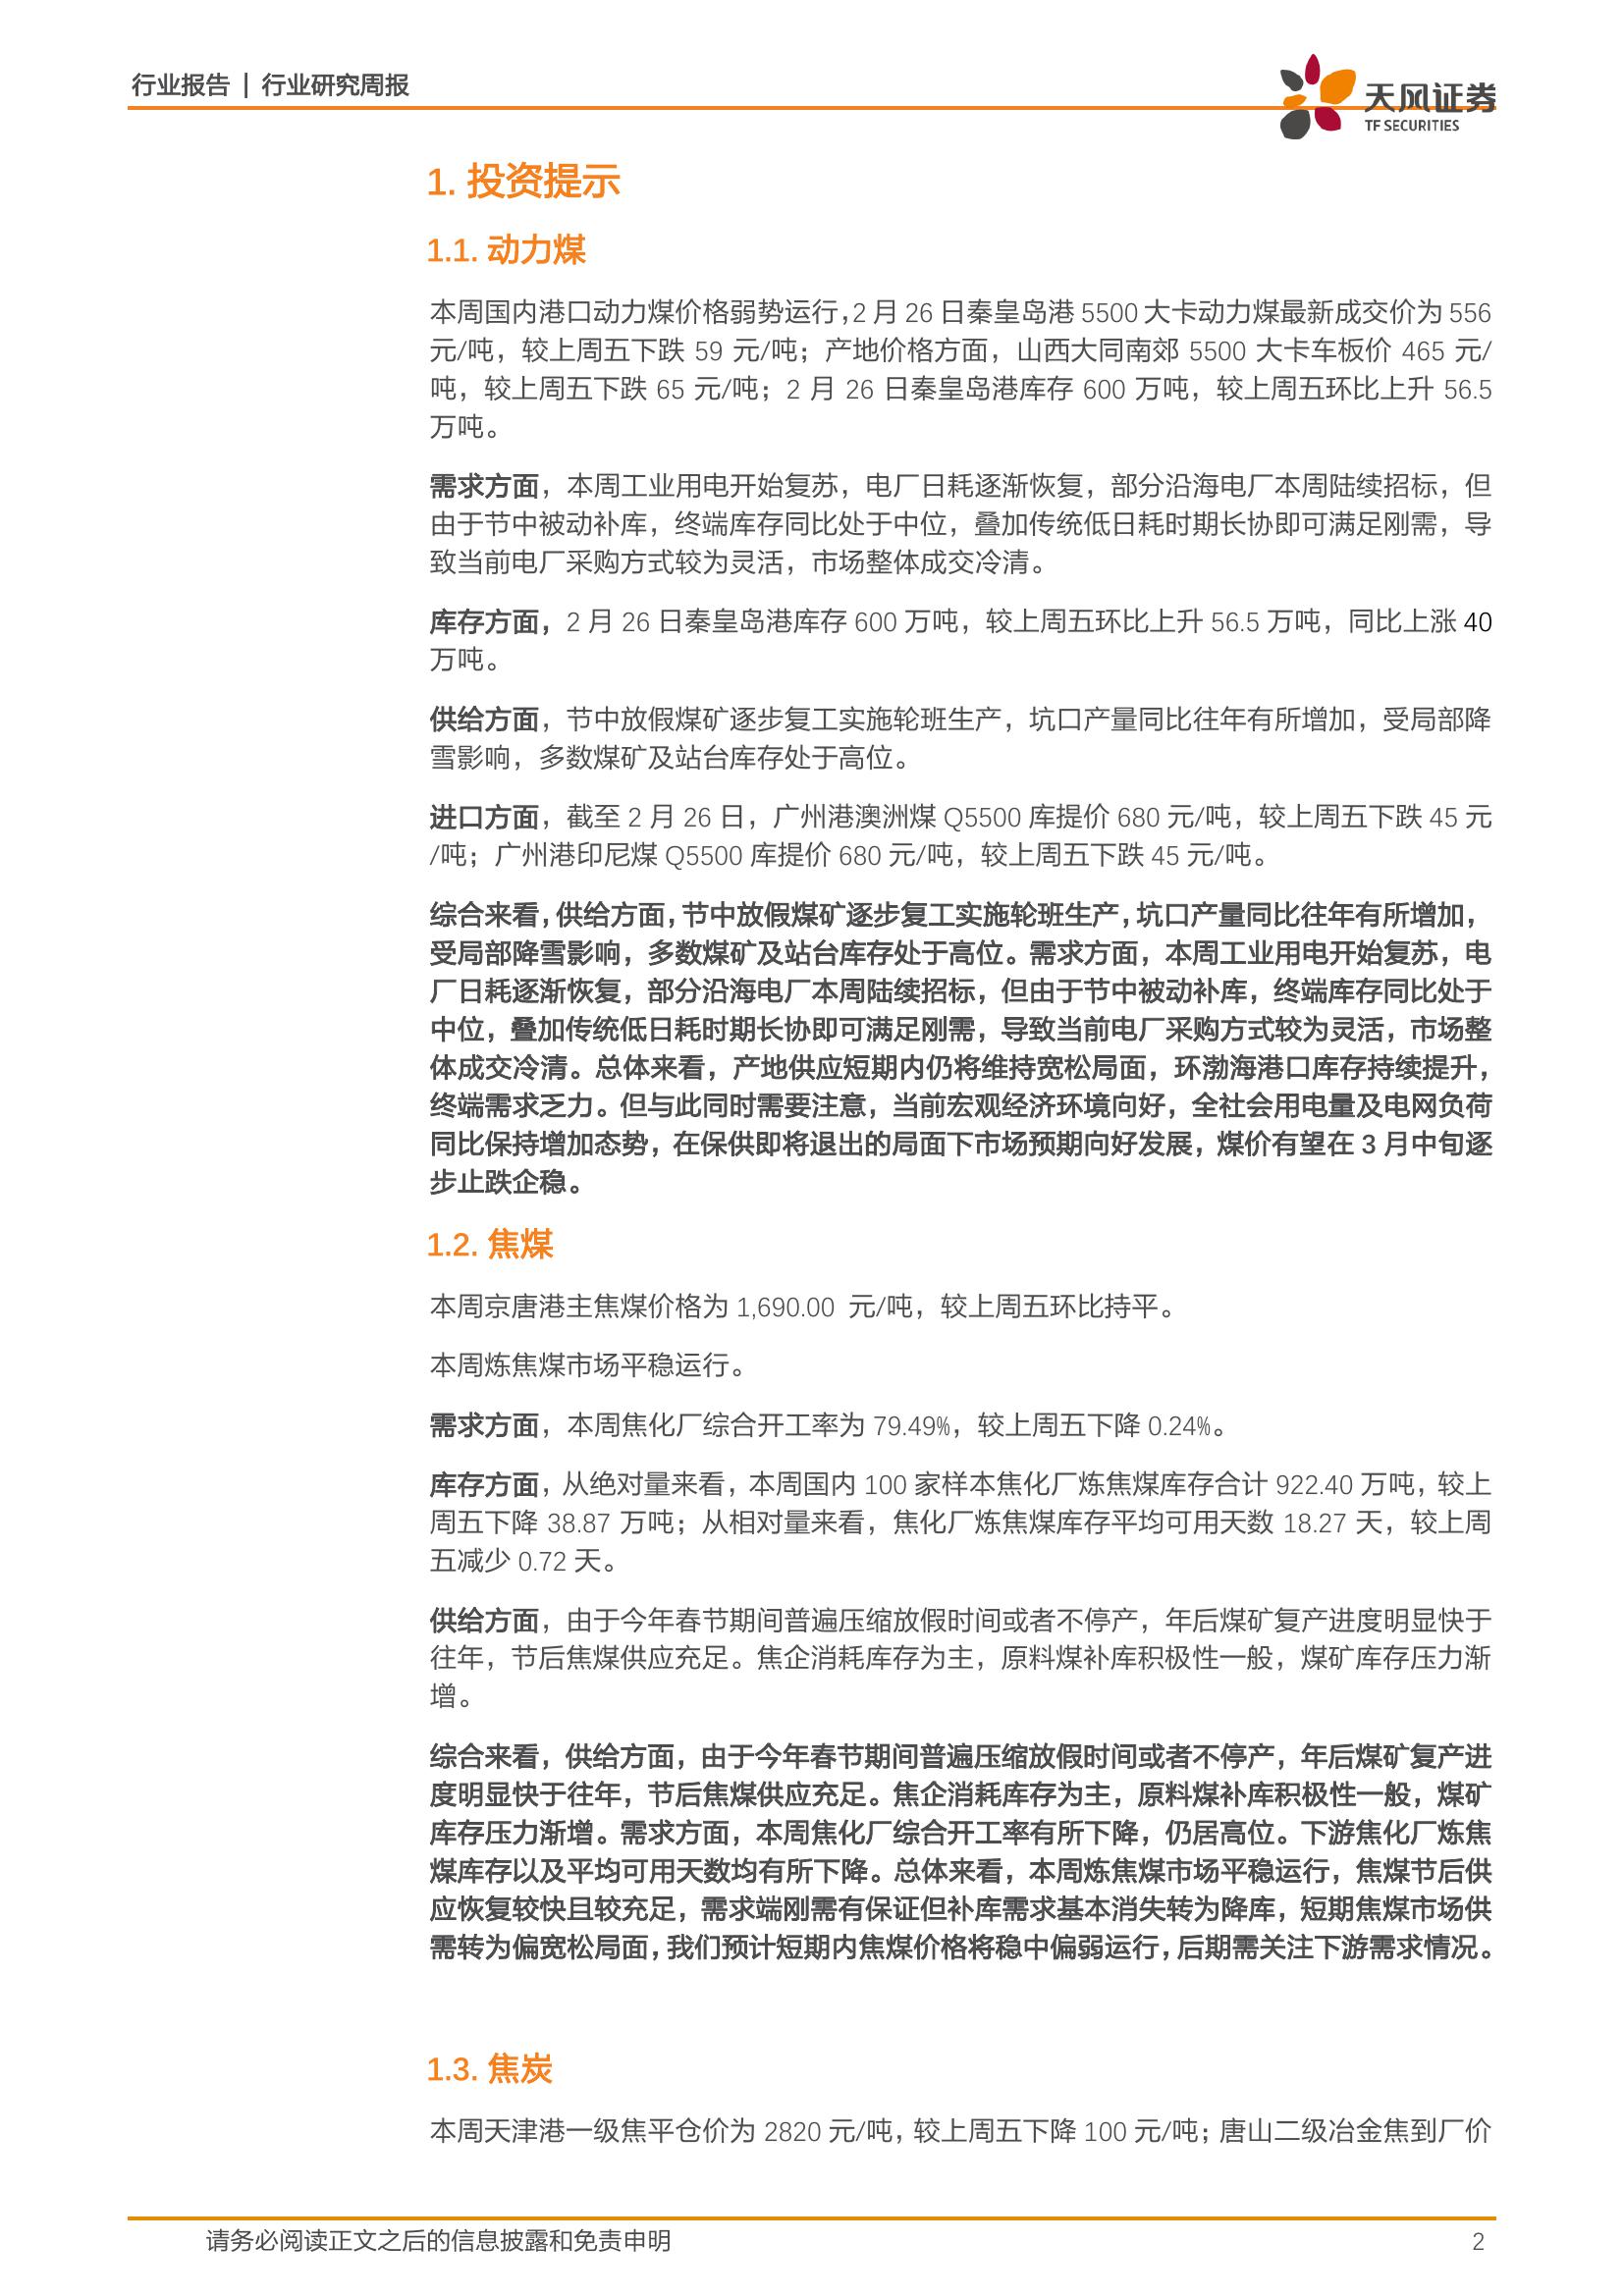 行业报告 | 行业研究周报
天风证券
TF SECURITIES
1. 投资提示
1.1. 动力煤
本周国内港口动力煤价格弱势运行，2 月 26 日秦皇岛港 5500 大卡动力煤最新成交价为 556
元/吨，较上周五下跌 59 元/吨；产地价格方面，山西大同南郊 5500 大卡车板价 465 元/
吨，较上周五下跌 65 元/吨；2 月 26 日秦皇岛港库存 600 万吨，较上周五环比上升 56.5
万吨。
需求方面，本周工业用电开始复苏，电厂日耗逐渐恢复，部分沿海电厂本周陆续招标，但
由于节中被动补库，终端库存同比处于中位，叠加传统低日耗时期长协即可满足刚需，导
致当前电厂采购方式较为灵活，市场整体成交冷清。
库存方面，2 月 26 日秦皇岛港库存 600 万吨，较上周五环比上升 56.5 万吨，同比上涨 40
万吨。
供给方面，节中放假煤矿逐步复工实施轮班生产，坑口产量同比往年有所增加，受局部降
雪影响，多数煤矿及站台库存处于高位。
进口方面，截至 2 月 26 日，广州港澳洲煤 Q5500 库提价 680 元/吨，较上周五下跌 45 元
/吨；广州港印尼煤 Q5500 库提价 680 元/吨，较上周五下跌 45 元/吨。
综合来看，供给方面，节中放假煤矿逐步复工实施轮班生产，坑口产量同比往年有所增加，
受局部降雪影响，多数煤矿及站台库存处于高位。需求方面，本周工业用电开始复苏，电
厂日耗逐渐恢复，部分沿海电厂本周陆续招标，但由于节中被动补库，终端库存同比处于
中位，叠加传统低日耗时期长协即可满足刚需，导致当前电厂采购方式较为灵活，市场整
体成交冷清。总体来看，产地供应短期内仍将维持宽松局面，环渤海港口库存持续提升，
终端需求乏力。但与此同时需要注意，当前宏观经济环境向好，全社会用电量及电网负荷
同比保持增加态势，在保供即将退出的局面下市场预期向好发展，煤价有望在 3 月中旬逐
步止跌企稳。
1.2. 焦煤
本周京唐港主焦煤价格为 1,690.00 元/吨，较上周五环比持平。
本周炼焦煤市场平稳运行。
需求方面，本周焦化厂综合开工率为 79.49%，较上周五下降 0.24%。
库存方面，从绝对量来看，本周国内 100 家样本焦化厂炼焦煤库存合计 922.40 万吨，较上
周五下降 38.87 万吨；从相对量来看，焦化厂炼焦煤库存平均可用天数 18.27 天，较上周
五减少 0.72 天。
供给方面，由于今年春节期间普遍压缩放假时间或者不停产，年后煤矿复产进度明显快于
往年，节后焦煤供应充足。焦企消耗库存为主，原料煤补库积极性一般，煤矿库存压力渐
增。
综合来看，供给方面，由于今年春节期间普遍压缩放假时间或者不停产，年后煤矿复产进
度明显快于往年，节后焦煤供应充足。焦企消耗库存为主，原料煤补库积极性一般，煤矿
库存压力渐增。需求方面，本周焦化厂综合开工率有所下降，仍居高位。下游焦化厂炼焦
煤库存以及平均可用天数均有所下降。总体来看，本周炼焦煤市场平稳运行，焦煤节后供
应恢复较快且较充足，需求端刚需有保证但补库需求基本消失转为降库，短期焦煤市场供
需转为偏宽松局面，我们预计短期内焦煤价格将稳中偏弱运行，后期需关注下游需求情况。
1.3. 焦炭
本周天津港一级焦平仓价为 2820 元/吨，较上周五下降 100 元/吨；唐山二级冶金焦到厂价
请务必阅读正文之后的信息披露和免责申明
2